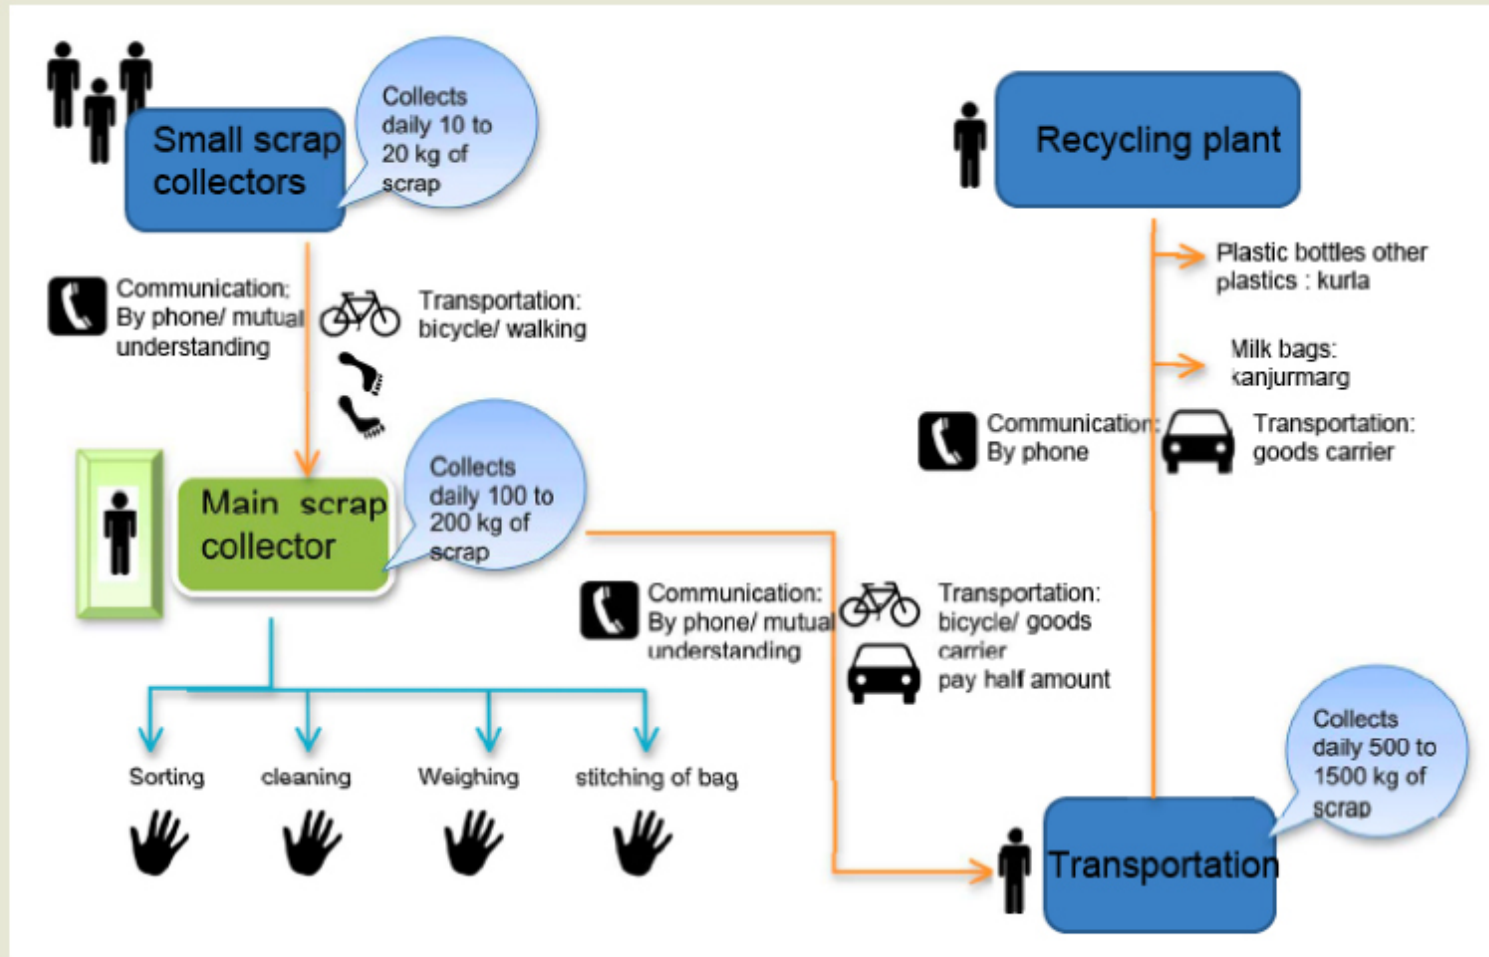 Small scrap
collectors
Collects
daily 10 to
20 kg of
scrap
Communication;
By phone/ mutual
understanding
Transportation:
bicycle/ walking
Main scrap
collector
Collects
daily 100 to
200 kg of
scrap
Sorting
cleaning
Weighing
stitching of bag
Communication:
By phone/ mutual
understanding
Transportation:
bicycle/ goods
carrier
pay half amount
Recycling plant
Plastic bottles other
plastics : kurla
Milk bags:
kanjurmarg
Communication:
By phone
Transportation:
goods carrier
Collects
daily 500 to
1500 kg of
scrap
Transportation